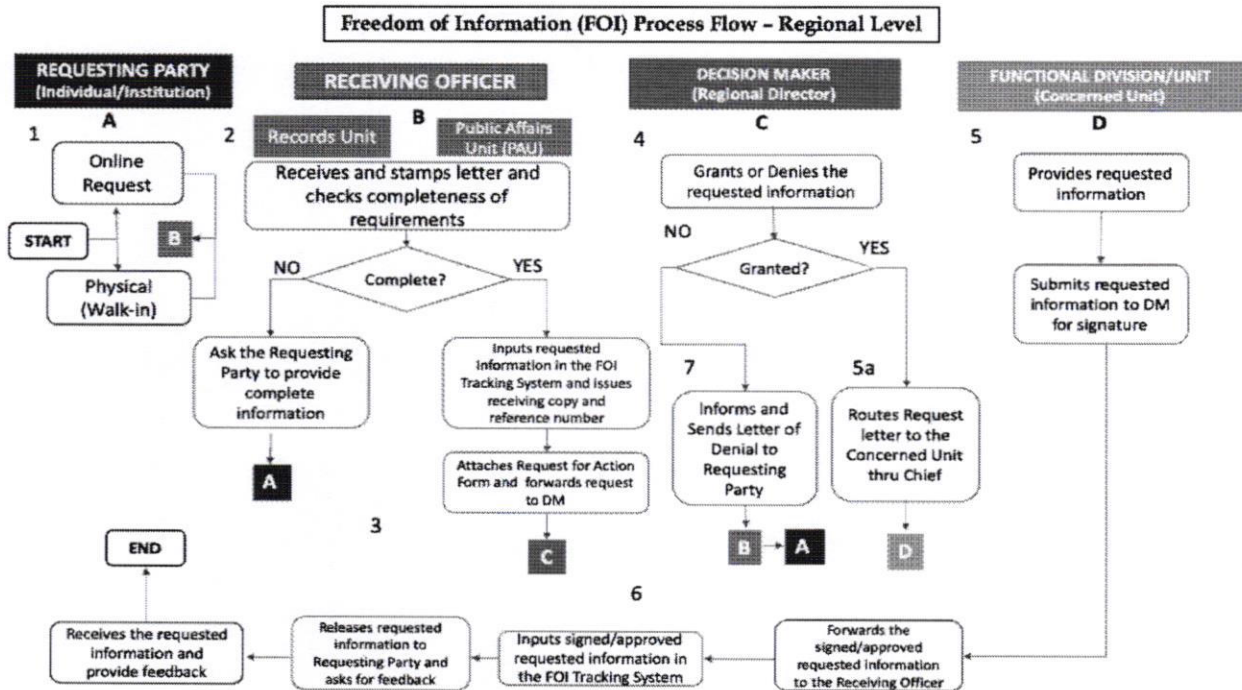 Freedom of Information (FOI) Process Flow – Regional Level
REQUESTING PARTY
(Individual/Institution)
A
1
Online
Request
START
B
Physical
(Walk-in)
RECEIVING OFFICER
B
2
Records Unit
Public Affairs
Unit (PAU)
Receives and stamps letter and
checks completeness of
requirements
NO
Complete?
YES
Ask the Requesting
Party to provide
complete
information
A
Inputs requested
Information in the FOI
Tracking System and issues
receiving copy and
reference number
Attaches Request for Action
Form and forwards request
to DM
C
3
DECISION MAKER
(Regional Director)
C
4
Grants or Denies the
requested information
NO
Granted?
YES
7
Informs and
Sends Letter of
Denial to
Requesting
Party
B
A
5a
Routes Request
letter to the
Concerned Unit
thru Chief
D
FUNCTIONAL DIVISION/UNIT
(Concerned Unit)
D
5
Provides requested
information
Submits requested
information to DM
for signature
6
Forwards the
signed/approved
requested information
to the Receiving Officer
Inputs signed/approved
requested information in
the FOI Tracking System
Releases requested
information to
Requesting Party and
asks for feedback
Receives the requested
information and
provide feedback
END